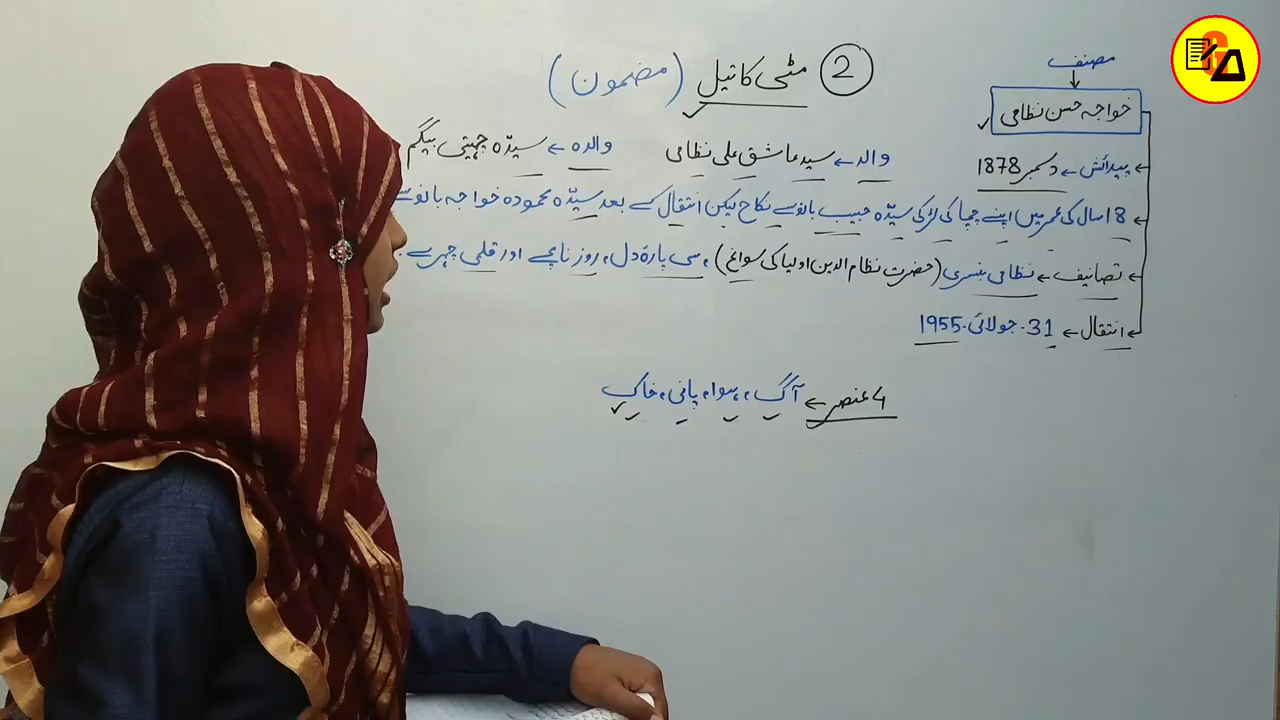 ② مٹی کا تیل (مضمون)
مصنف
خواجہ حسن نظامی
پیدائش ← دسمبر 1878
والد ← سید عاشق علی نظامی
والدہ ← سیدہ چہیتی بیگم
18 سال کی عمر میں اپنے چچا کی لڑکی سیدہ حبیب بانو سے نکاح لیکن انتقال کے بعد سیدہ محمودہ خواجہ بانو سے
تصانیف ← نظامی بنسری (حضرت نظام الدین اولیا کی سوانح)، سی پارۂ دل، روزنامچے اور قلمی چہرے
انتقال ← 31۔ جولائی۔ 1955
4 عنصر ← آگ، ہوا، پانی، خاک